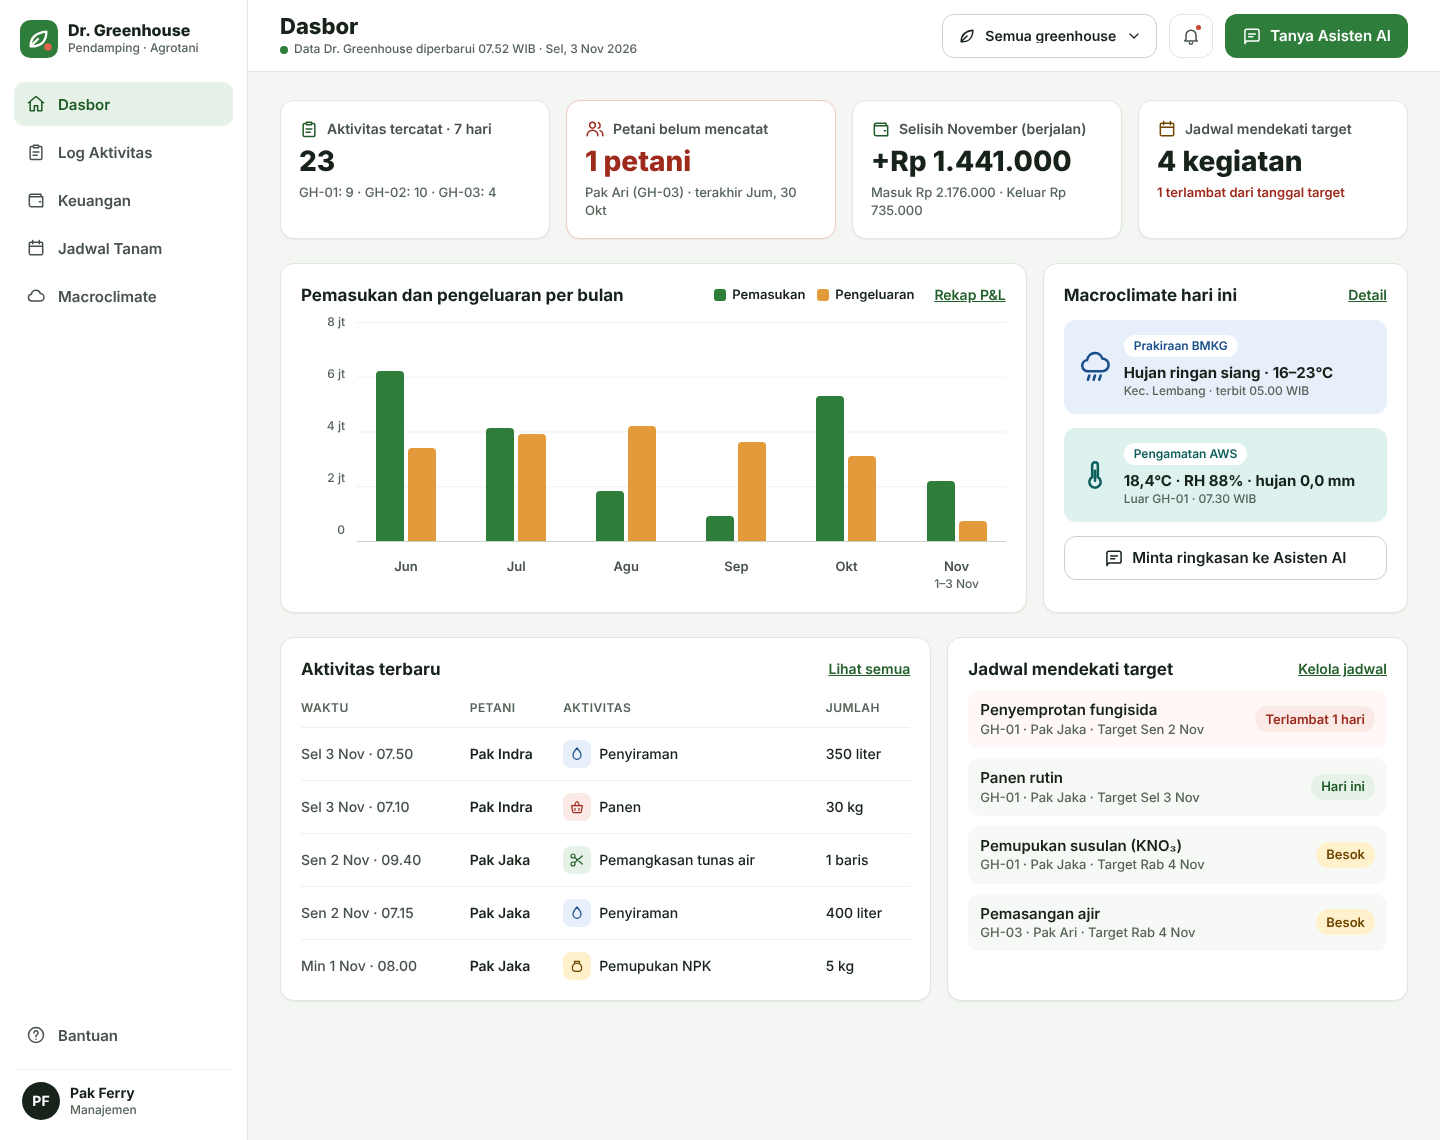 Dr. Greenhouse
Pendamping · Agrotani
Dasbor
Log Aktivitas
Keuangan
Jadwal Tanam
Macroclimate
Bantuan
PF
Pak Ferry
Manajemen
Dasbor
Data Dr. Greenhouse diperbarui 07.52 WIB · Sel, 3 Nov 2026
Semua greenhouse
Tanya Asisten AI
Aktivitas tercatat · 7 hari
23
GH-01: 9 · GH-02: 10 · GH-03: 4
Petani belum mencatat
1 petani
Pak Ari (GH-03) · terakhir Jum, 30
Okt
Selisih November (berjalan)
+Rp 1.441.000
Masuk Rp 2.176.000 · Keluar Rp
735.000
Jadwal mendekati target
4 kegiatan
1 terlambat dari tanggal target
Pemasukan dan pengeluaran per bulan
Pemasukan
Pengeluaran
Rekap P&L
8 jt
6 jt
4 jt
2 jt
0
Jun
Jul
Agu
Sep
Okt
Nov
1–3 Nov
Macroclimate hari ini
Detail
Prakiraan BMKG
Hujan ringan siang · 16–23°C
Kec. Lembang · terbit 05.00 WIB
Pengamatan AWS
18,4°C · RH 88% · hujan 0,0 mm
Luar GH-01 · 07.30 WIB
Minta ringkasan ke Asisten AI
Aktivitas terbaru
Lihat semua
WAKTU PETANI AKTIVITAS JUMLAH
Sel 3 Nov · 07.50 Pak Indra Penyiraman 350 liter
Sel 3 Nov · 07.10 Pak Indra Panen 30 kg
Sen 2 Nov · 09.40 Pak Jaka Pemangkasan tunas air 1 baris
Sen 2 Nov · 07.15 Pak Jaka Penyiraman 400 liter
Min 1 Nov · 08.00 Pak Jaka Pemupukan NPK 5 kg
Jadwal mendekati target
Kelola jadwal
Penyemprotan fungisida
GH-01 · Pak Jaka · Target Sen 2 Nov
Terlambat 1 hari
Panen rutin
GH-01 · Pak Jaka · Target Sel 3 Nov
Hari ini
Pemupukan susulan (KNO₃)
GH-01 · Pak Jaka · Target Rab 4 Nov
Besok
Pemasangan ajir
GH-03 · Pak Ari · Target Rab 4 Nov
Besok